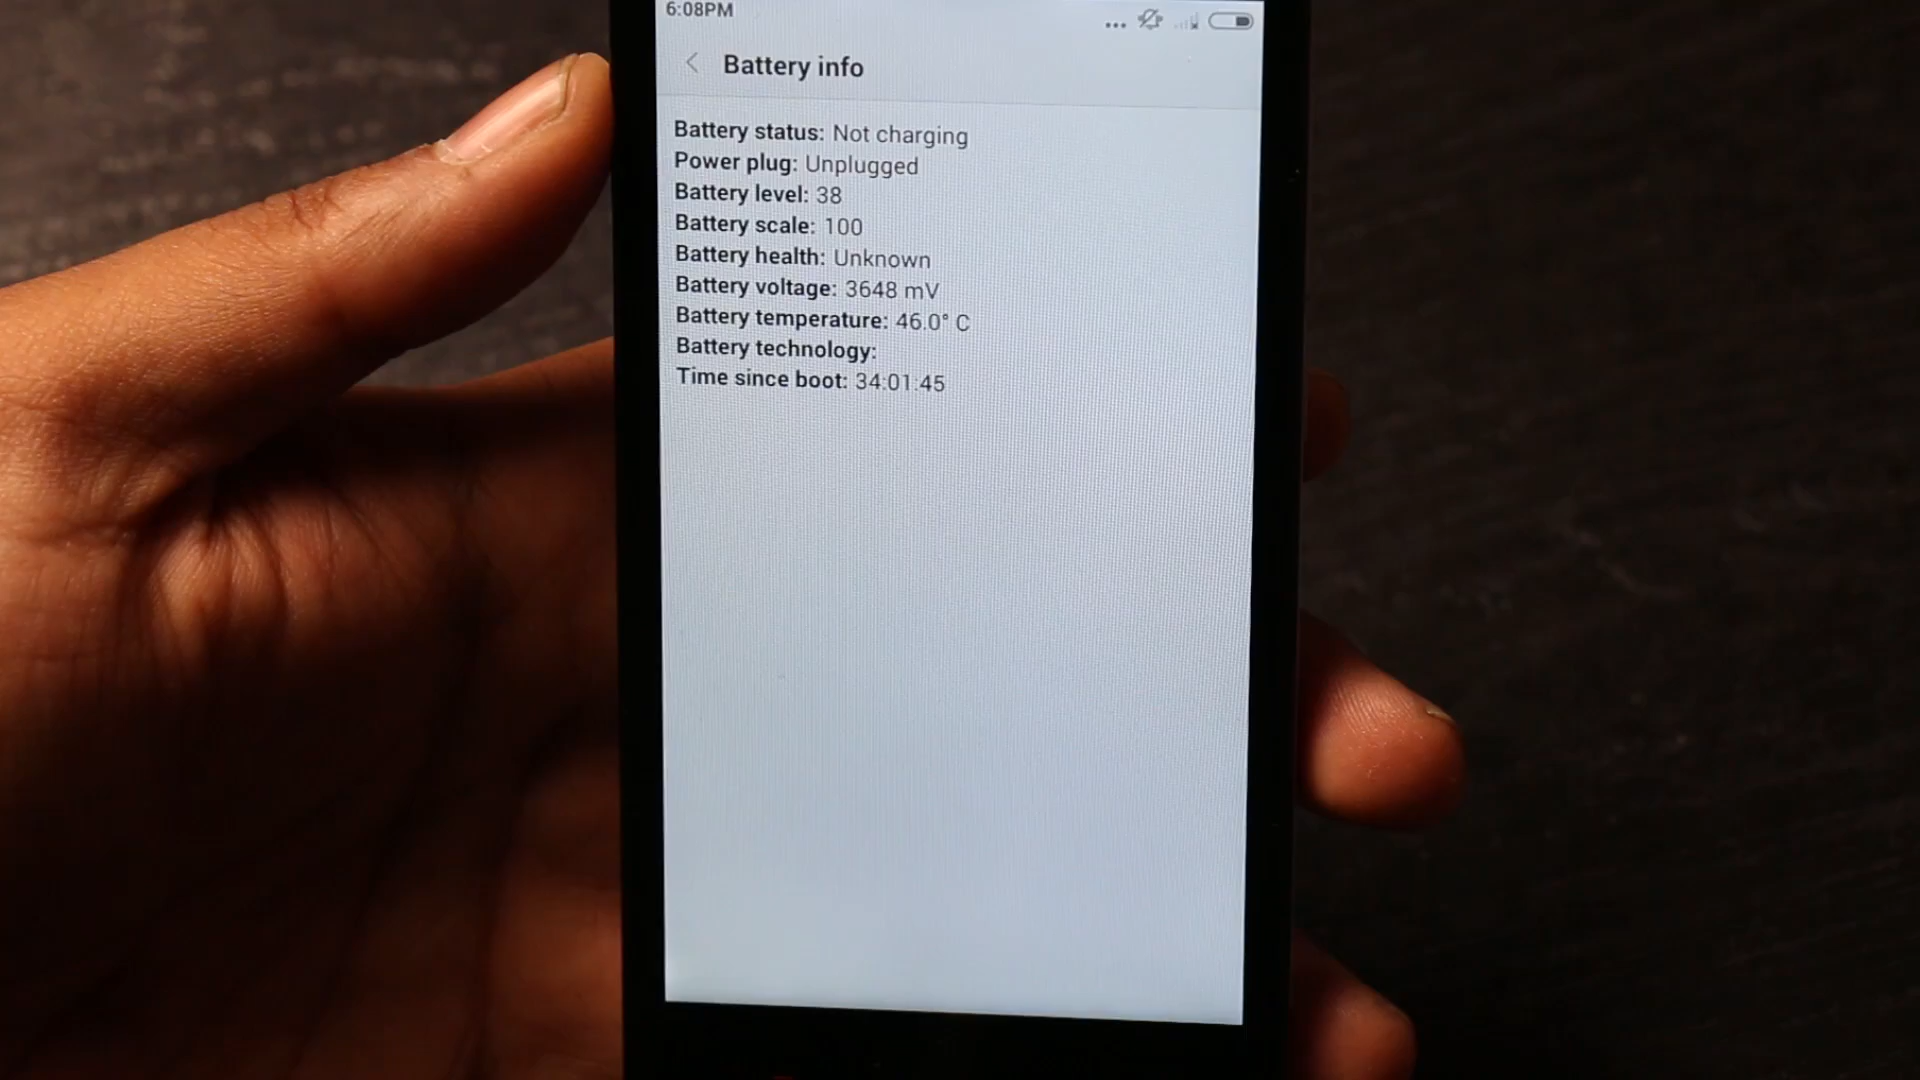 6:08PM
Battery info
Battery status: Not charging
Power plug: Unplugged
Battery level: 38
Battery scale: 100
Battery health: Unknown
Battery voltage: 3648 mV
Battery temperature: 46.0° C
Battery technology:
Time since boot: 34:01:45